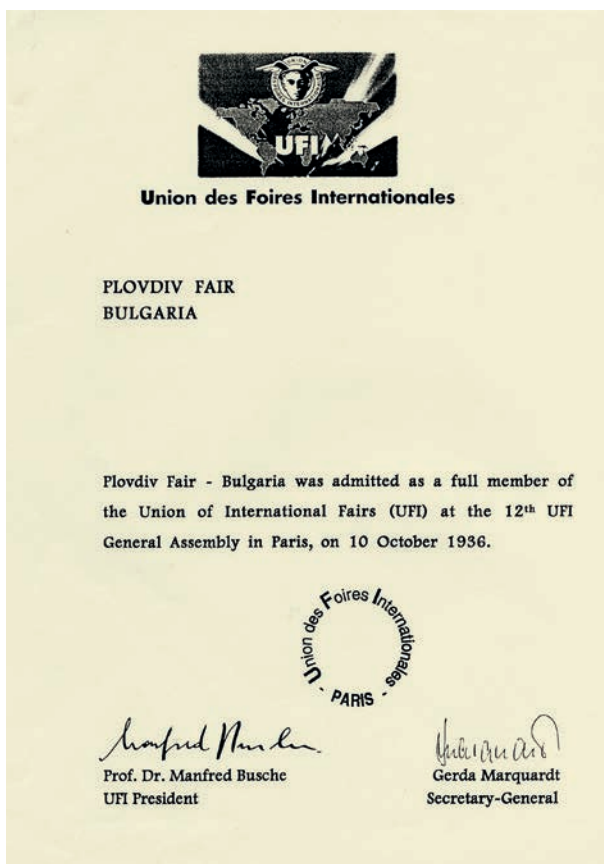 UFI
Union des Foires Internationales
PLOVDIV FAIR
BULGARIA
Plovdiv Fair - Bulgaria was admitted as a full member of
the Union of International Fairs (UFI) at the 12th UFI
General Assembly in Paris, on 10 October 1936.
Union des Foires Internationales
- PARIS -
Prof. Dr. Manfred Busche
UFI President
Gerda Marquardt
Secretary-General